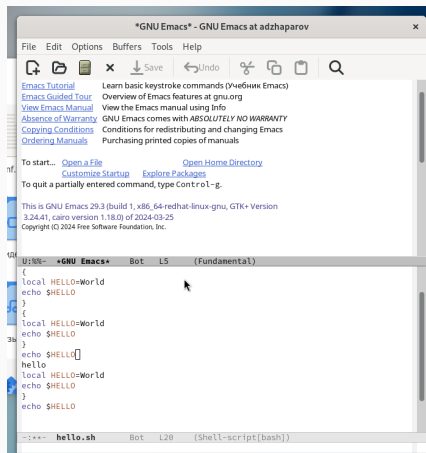 *GNU Emacs* - GNU Emacs at adzhaparov
File Edit Options Buffers Tools Help
Save Undo
Emacs Tutorial Learn basic keystroke commands (Учебник Emacs)
Emacs Guided Tour Overview of Emacs features at gnu.org
View Emacs Manual View the Emacs manual using Info
Absence of Warranty GNU Emacs comes with ABSOLUTELY NO WARRANTY
Copying Conditions Conditions for redistributing and changing Emacs
Ordering Manuals Purchasing printed copies of manuals
To start... Open a File Open Home Directory
Customize Startup Explore Packages
To quit a partially entered command, type Control-g.
This is GNU Emacs 29.3 (build 1, x86_64-redhat-linux-gnu, GTK+ Version
3.24.41, cairo version 1.18.0) of 2024-03-25
Copyright (C) 2024 Free Software Foundation, Inc.
U:%%- *GNU Emacs* Bot L5 (Fundamental)
{
local HELLO=World
echo $HELLO
}
{
local HELLO=World
echo $HELLO
}
echo $HELLO
hello
local HELLO=World
echo $HELLO
}
echo $HELLO
-:**- hello.sh Bot L20 (Shell-script[bash])